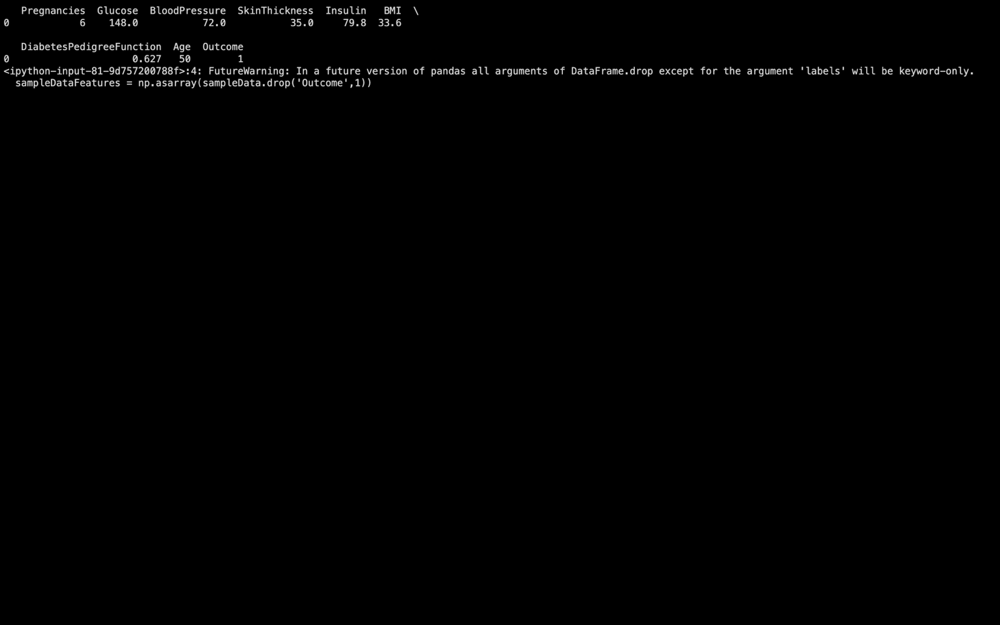 Pregnancies  Glucose  BloodPressure  SkinThickness  Insulin   BMI  \
0            6    148.0           72.0           35.0     79.8  33.6

   DiabetesPedigreeFunction  Age  Outcome
0                     0.627   50        1
<ipython-input-81-9d757200788f>:4: FutureWarning: In a future version of pandas all arguments of DataFrame.drop except for the argument 'labels' will be keyword-only.
  sampleDataFeatures = np.asarray(sampleData.drop('Outcome',1))